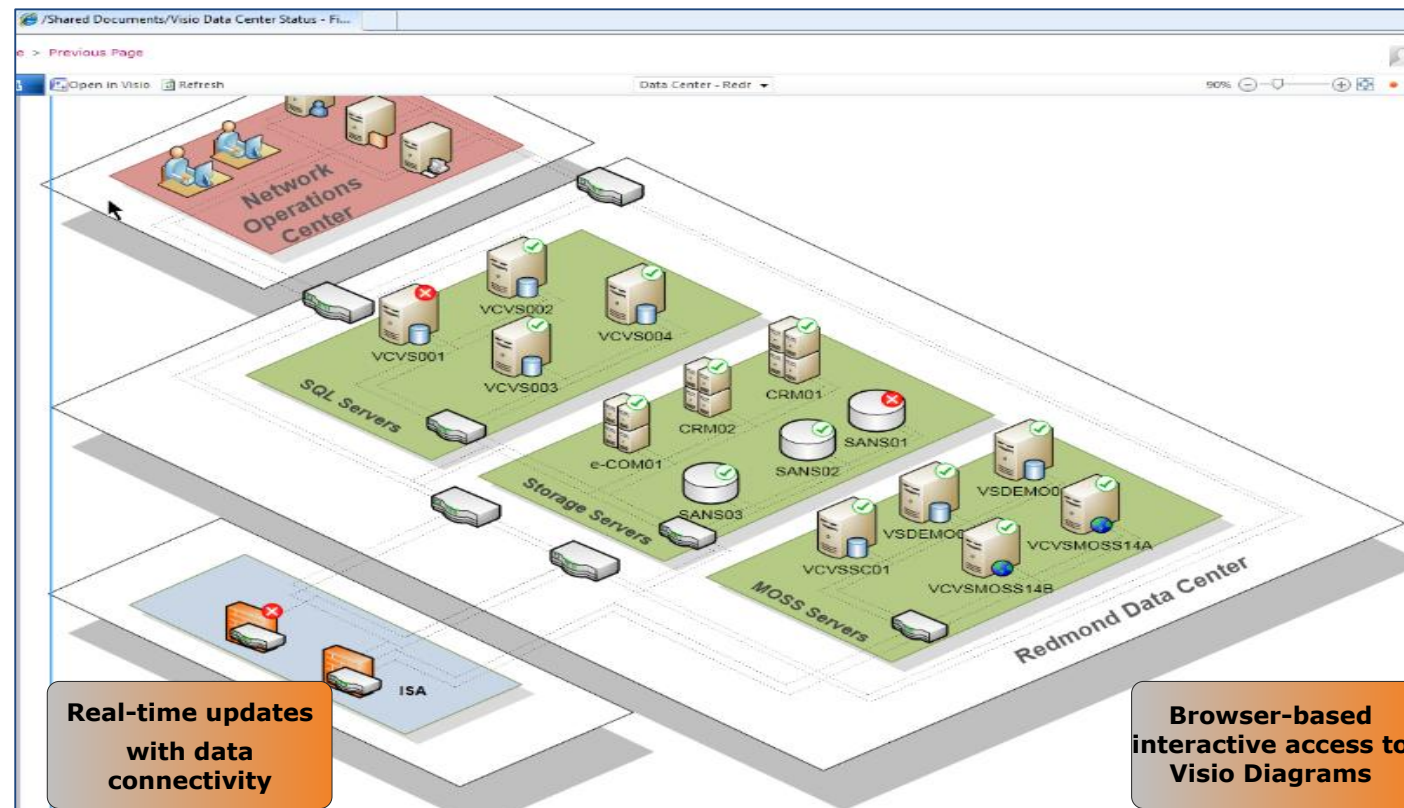 /Shared Documents/Visio Data Center Status - Fi...
e > Previous Page
Open in Visio Refresh
Data Center - Redr
90%
Network
Operations
Center
VCVS002
VCVS004
VCVS001
VCVS003
SQL Servers
CRM01
CRM02
SANS01
e-COM01
SANS02
SANS03
Storage Servers
VSDEMO0
VSDEMO0
VCVSMOSS14A
VCVSSC01
VCVSMOSS14B
MOSS Servers
Redmond Data Center
ISA
Real-time updates
with data
connectivity
Browser-based
interactive access to
Visio Diagrams